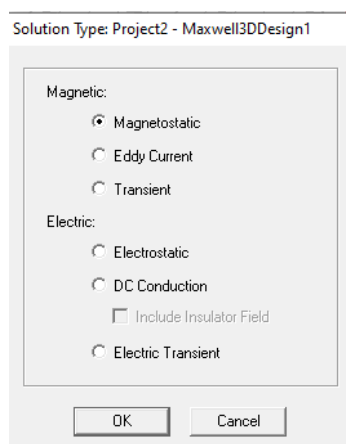 Solution Type: Project2 - Maxwell3DDesign1
Magnetic:
Magnetostatic
Eddy Current
Transient
Electric:
Electrostatic
DC Conduction
Include Insulator Field
Electric Transient
OK
Cancel